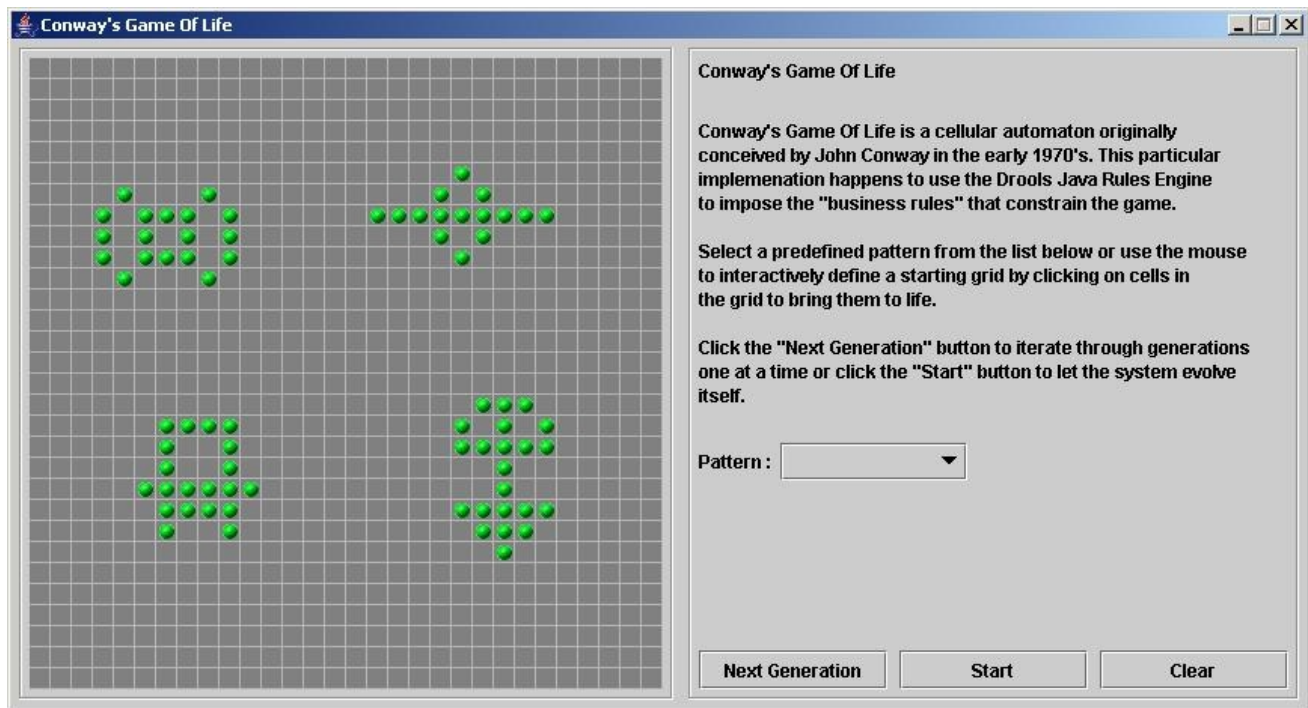 Conway's Game Of Life
Conway's Game Of Life
Conway's Game Of Life is a cellular automaton originally
conceived by John Conway in the early 1970's. This particular
implemenation happens to use the Drools Java Rules Engine
to impose the "business rules" that constrain the game.
Select a predefined pattern from the list below or use the mouse
to interactively define a starting grid by clicking on cells in
the grid to bring them to life.
Click the "Next Generation" button to iterate through generations
one at a time or click the "Start" button to let the system evolve
itself.
Pattern :
Next Generation
Start
Clear